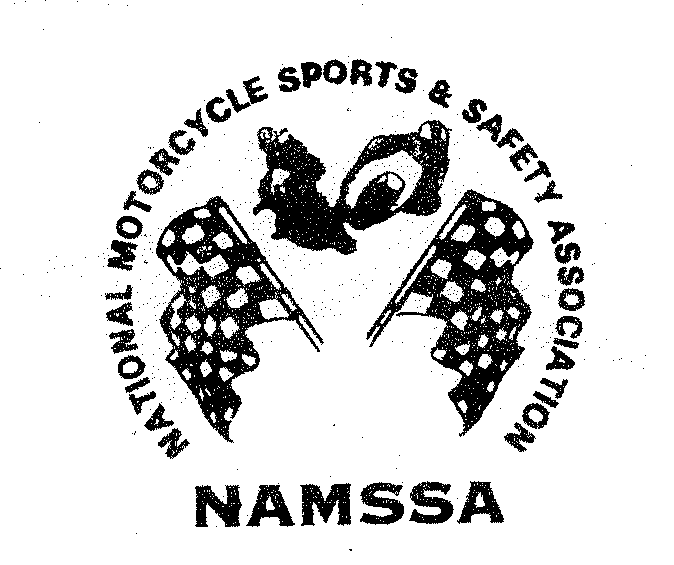 NATIONAL MOTORCYCLE SPORTS & SAFETY ASSOCIATION
NAMSSA